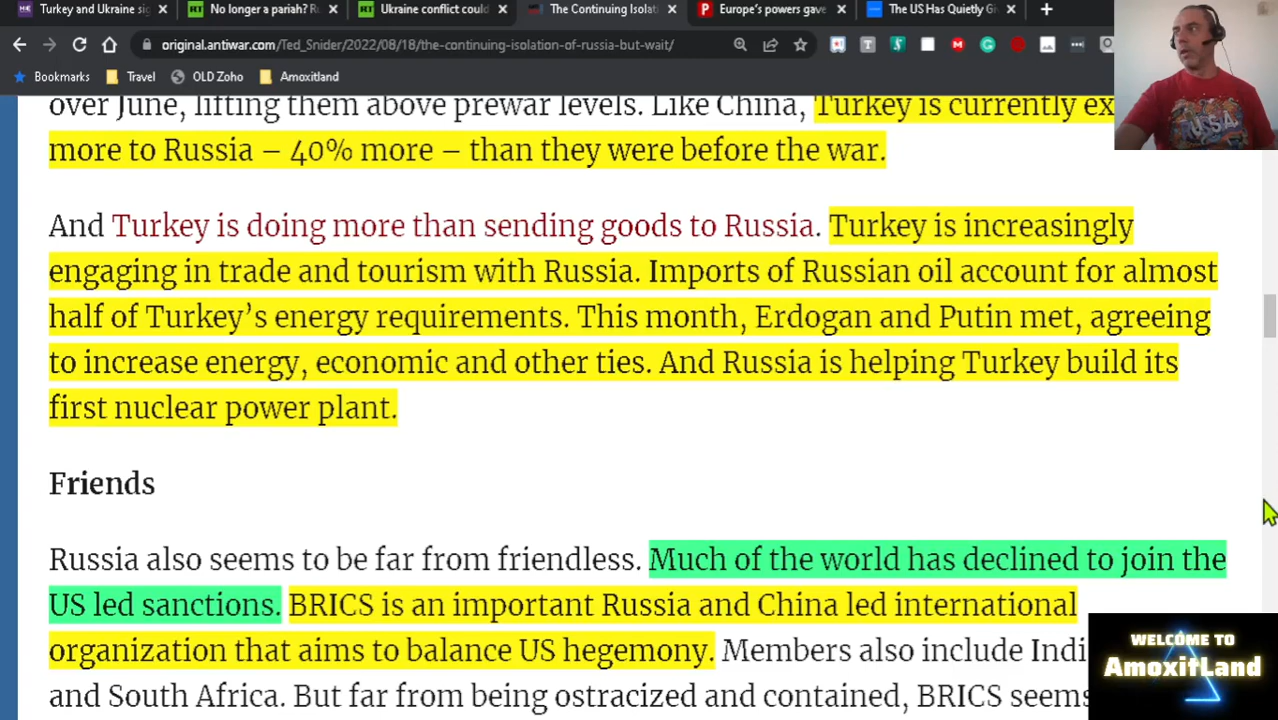 Turkey and Ukraine sig
No longer a pariah? R
Ukraine conflict could
The Continuing Isolati
Europe's powers gave
The US Has Quietly Gi
original.antiwar.com/Ted_Snider/2022/08/18/the-continuing-isolation-of-russia-but-wait/
Bookmarks Travel OLD Zoho Amoxitland
over June, lifting them above prewar levels. Like China, Turkey is currently ex
more to Russia – 40% more – than they were before the war.
And Turkey is doing more than sending goods to Russia. Turkey is increasingly
engaging in trade and tourism with Russia. Imports of Russian oil account for almost
half of Turkey's energy requirements. This month, Erdogan and Putin met, agreeing
to increase energy, economic and other ties. And Russia is helping Turkey build its
first nuclear power plant.
Friends
Russia also seems to be far from friendless. Much of the world has declined to join the
US led sanctions. BRICS is an important Russia and China led international
organization that aims to balance US hegemony. Members also include Indi
and South Africa. But far from being ostracized and contained, BRICS seems
USA
WELCOME TO
AmoxitLand